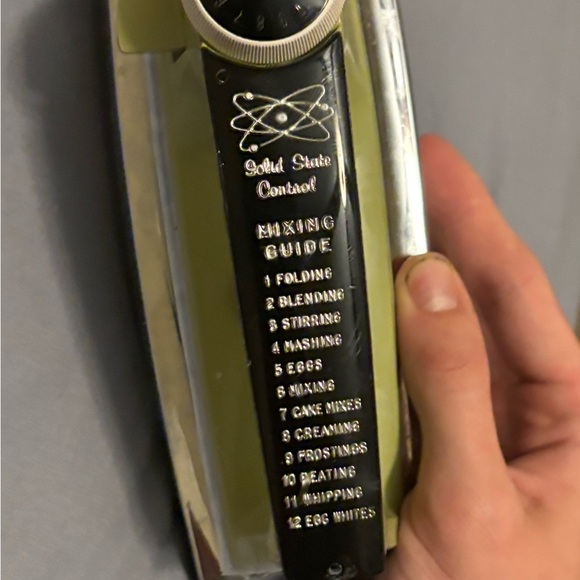 Solid State
Control
MIXING
GUIDE
1 FOLDING
2 BLENDING
3 STIRRING
4 MASHING
5 EGGS
6 MIXING
7 CAKE MIXES
8 CREAMING
9 FROSTINGS
10 BEATING
11 WHIPPING
12 EGG WHITES